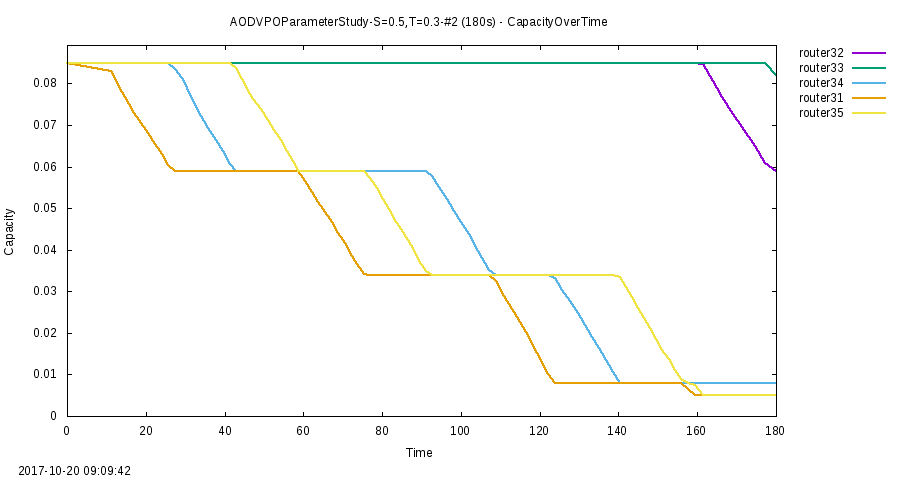 AODVPOParameterStudy-S=0.5,T=0.3-#2 (180s) - CapacityOverTime
router32
router33
router34
router31
router35
0.08
0.07
0.06
0.05
0.04
0.03
0.02
0.01
0
Capacity
0 20 40 60 80 100 120 140 160 180
Time
2017-10-20 09:09:42